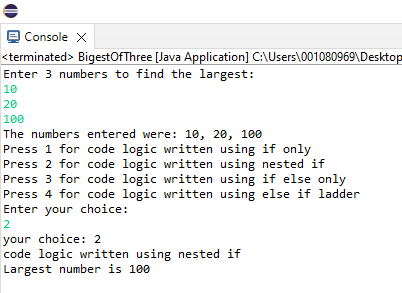 Console
<terminated> BigestOfThree [Java Application] C:\Users\001080969\Desktop
Enter 3 numbers to find the largest:
10
20
100
The numbers entered were: 10, 20, 100
Press 1 for code logic written using if only
Press 2 for code logic written using nested if
Press 3 for code logic written using if else only
Press 4 for code logic written using else if ladder
Enter your choice:
2
your choice: 2
code logic written using nested if
Largest number is 100